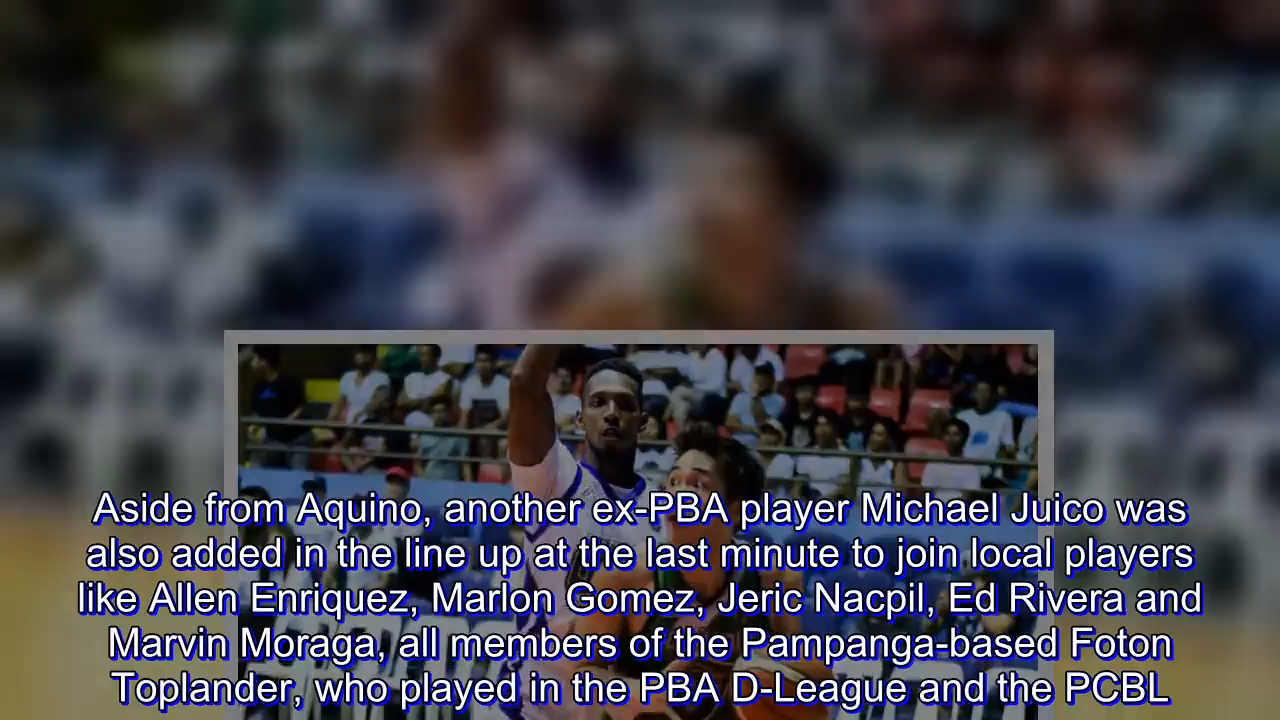 Aside from Aquino, another ex-PBA player Michael Juico was
also added in the line up at the last minute to join local players
like Allen Enriquez, Marlon Gomez, Jeric Nacpil, Ed Rivera and
Marvin Moraga, all members of the Pampanga-based Foton
Toplander, who played in the PBA D-League and the PCBL